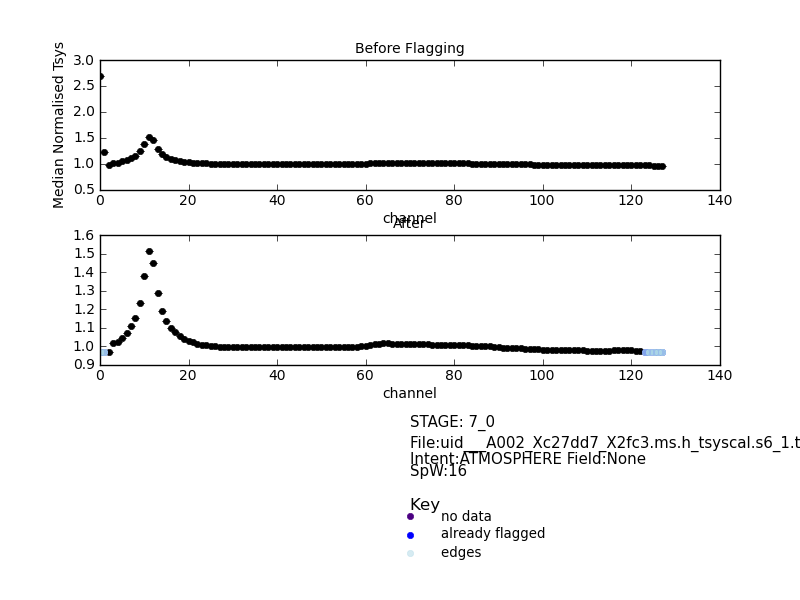 Before Flagging
Median Normalised Tsys
3.0
2.5
2.0
1.5
1.0
0.5
0 20 40 60 80 100 120 140
channel
After
1.6
1.5
1.4
1.3
1.2
1.1
1.0
0.9
0 20 40 60 80 100 120 140
channel
STAGE: 7_0
File:uid___A002_Xc27dd7_X2fc3.ms.h_tsyscal.s6_1.t
Intent:ATMOSPHERE Field:None
SpW:16
Key
no data
already flagged
edges